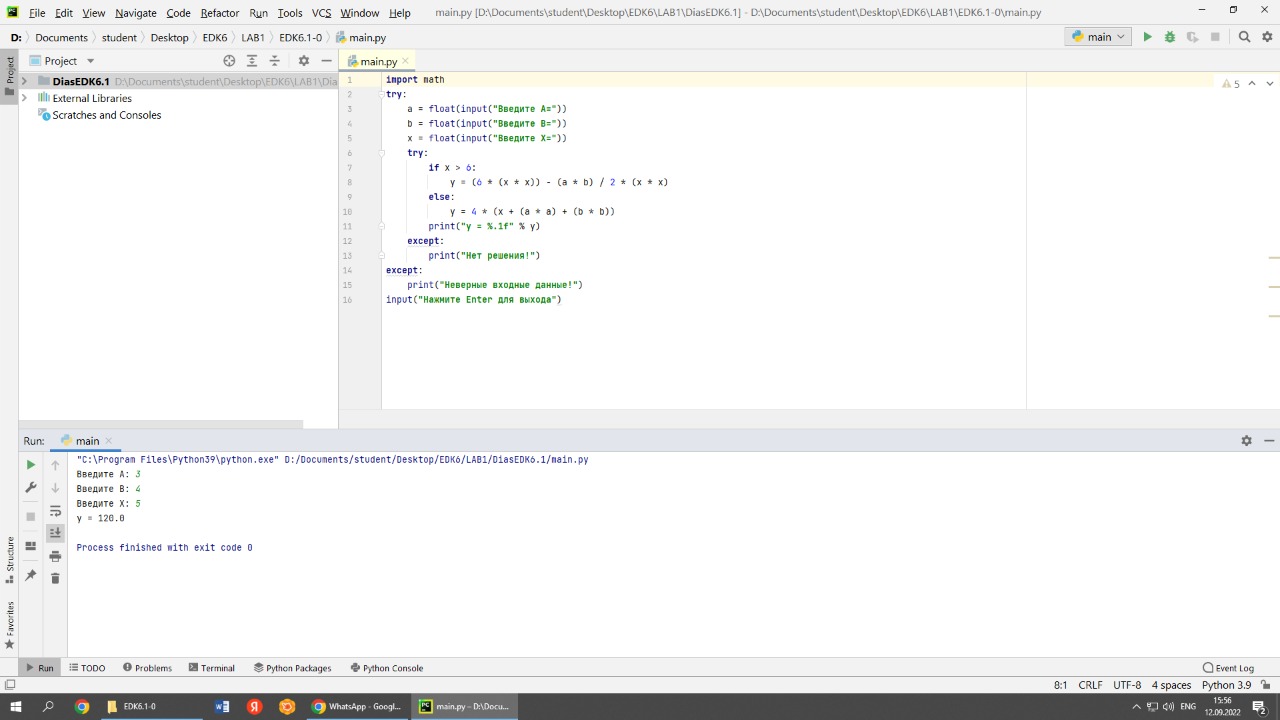 File Edit View Navigate Code Refactor Run Tools VCS Window Help main.py [D:\Documents\student\Desktop\EDK6\LAB1\DiasEDK6.1] - D:\Documents\student\Desktop\EDK6\LAB1\EDK6.1-0\main.py
D: Documents student Desktop EDK6 LAB1 EDK6.1-0 main.py main
Project
Project main.py
DiasEDK6.1 D:\Documents\student\Desktop\EDK6\LAB1\Dia
External Libraries
Scratches and Consoles
1 import math
2 try:
3 a = float(input("Введите A="))
4 b = float(input("Введите B="))
5 x = float(input("Введите X="))
6 try:
7 if x > 6:
8 y = (6 * (x * x)) - (a * b) / 2 * (x * x)
9 else:
10 y = 4 * (x + (a * a) + (b * b))
11 print("y = %.1f" % y)
12 except:
13 print("Нет решения!")
14 except:
15 print("Неверные входные данные!")
16 input("Нажмите Enter для выхода")
5
Run: main
"C:\Program Files\Python39\python.exe" D:/Documents/student/Desktop/EDK6/LAB1/DiasEDK6.1/main.py
Введите A: 3
Введите B: 4
Введите X: 5
y = 120.0
Process finished with exit code 0
Structure
Favorites
Run TODO Problems Terminal Python Packages Python Console Event Log
8:1 CRLF UTF-8 4 spaces Python 3.9
EDK6.1-0 WhatsApp - Googl... main.py – D:\Docu... ENG 15:56
12.09.2022 2